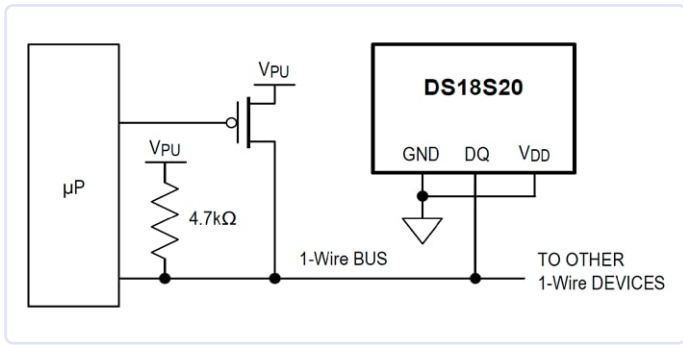 VPU
DS18S20
VPU
GND DQ VDD
µP
4.7kΩ
1-Wire BUS
TO OTHER
1-Wire DEVICES